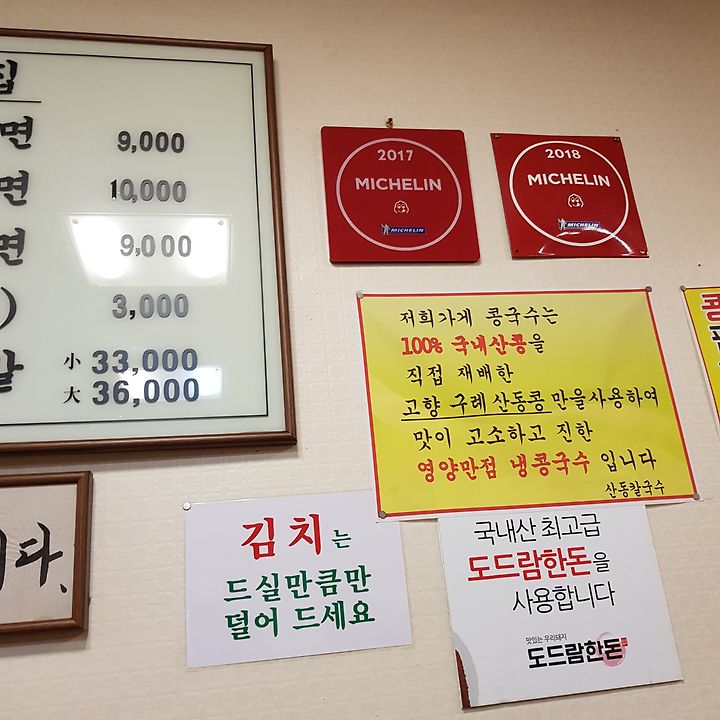 집
면 9,000
면 10,000
면 9,000
) 3,000
小 33,000
大 36,000
다.
2017
MICHELIN
MICHELIN
2018
MICHELIN
MICHELIN
저희가게 콩국수는
100% 국내산콩을
직접 재배한
고향 구례 산동콩만을사용하여
맛이 고소하고 진한
영양만점 냉콩국수 입니다
산동칼국수
콩
김치는
드실만큼만
덜어 드세요
국내산 최고급
도드람한돈을
사용합니다
맛있는 우리돼지
도드람한돈